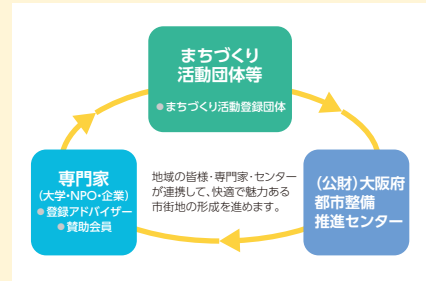 まちづくり
活動団体等
●まちづくり活動登録団体
専門家
(大学・NPO・企業)
●登録アドバイザー
●賛助会員
地域の皆様・専門家・センター
が連携して、快適で魅力ある
市街地の形成を進めます。
(公財)大阪府
都市整備
推進センター